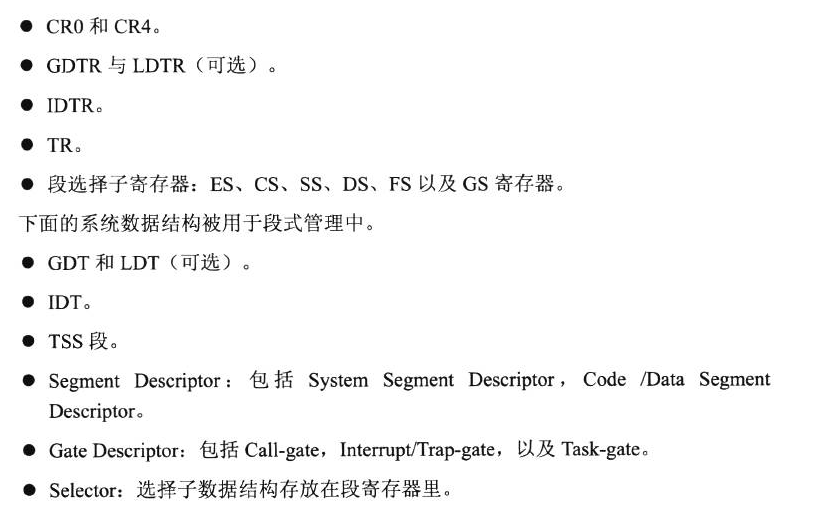 ● CR0 和 CR4。
● GDTR 与 LDTR（可选）。
● IDTR。
● TR。
● 段选择子寄存器：ES、CS、SS、DS、FS 以及 GS 寄存器。
下面的系统数据结构被用于段式管理中。
● GDT 和 LDT（可选）。
● IDT。
● TSS 段。
● Segment Descriptor：包括 System Segment Descriptor，Code /Data Segment
Descriptor。
● Gate Descriptor：包括 Call-gate，Interrupt/Trap-gate，以及 Task-gate。
● Selector：选择子数据结构存放在段寄存器里。